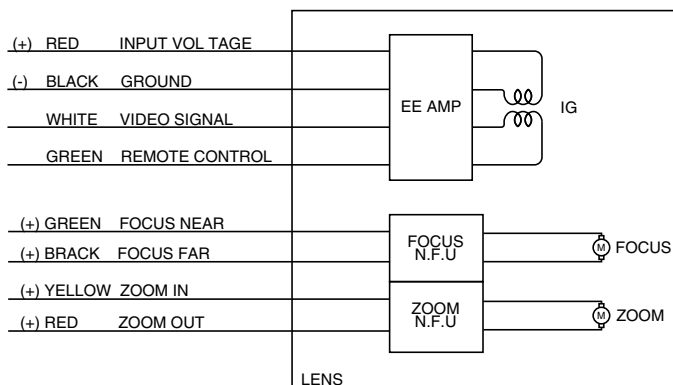 (+) RED INPUT VOL TAGE
(-) BLACK GROUND
WHITE VIDEO SIGNAL
GREEN REMOTE CONTROL
EE AMP
IG
(+) GREEN FOCUS NEAR
(+) BRACK FOCUS FAR
(+) YELLOW ZOOM IN
(+) RED ZOOM OUT
FOCUS
N.F.U
ZOOM
N.F.U
M FOCUS
M ZOOM
LENS